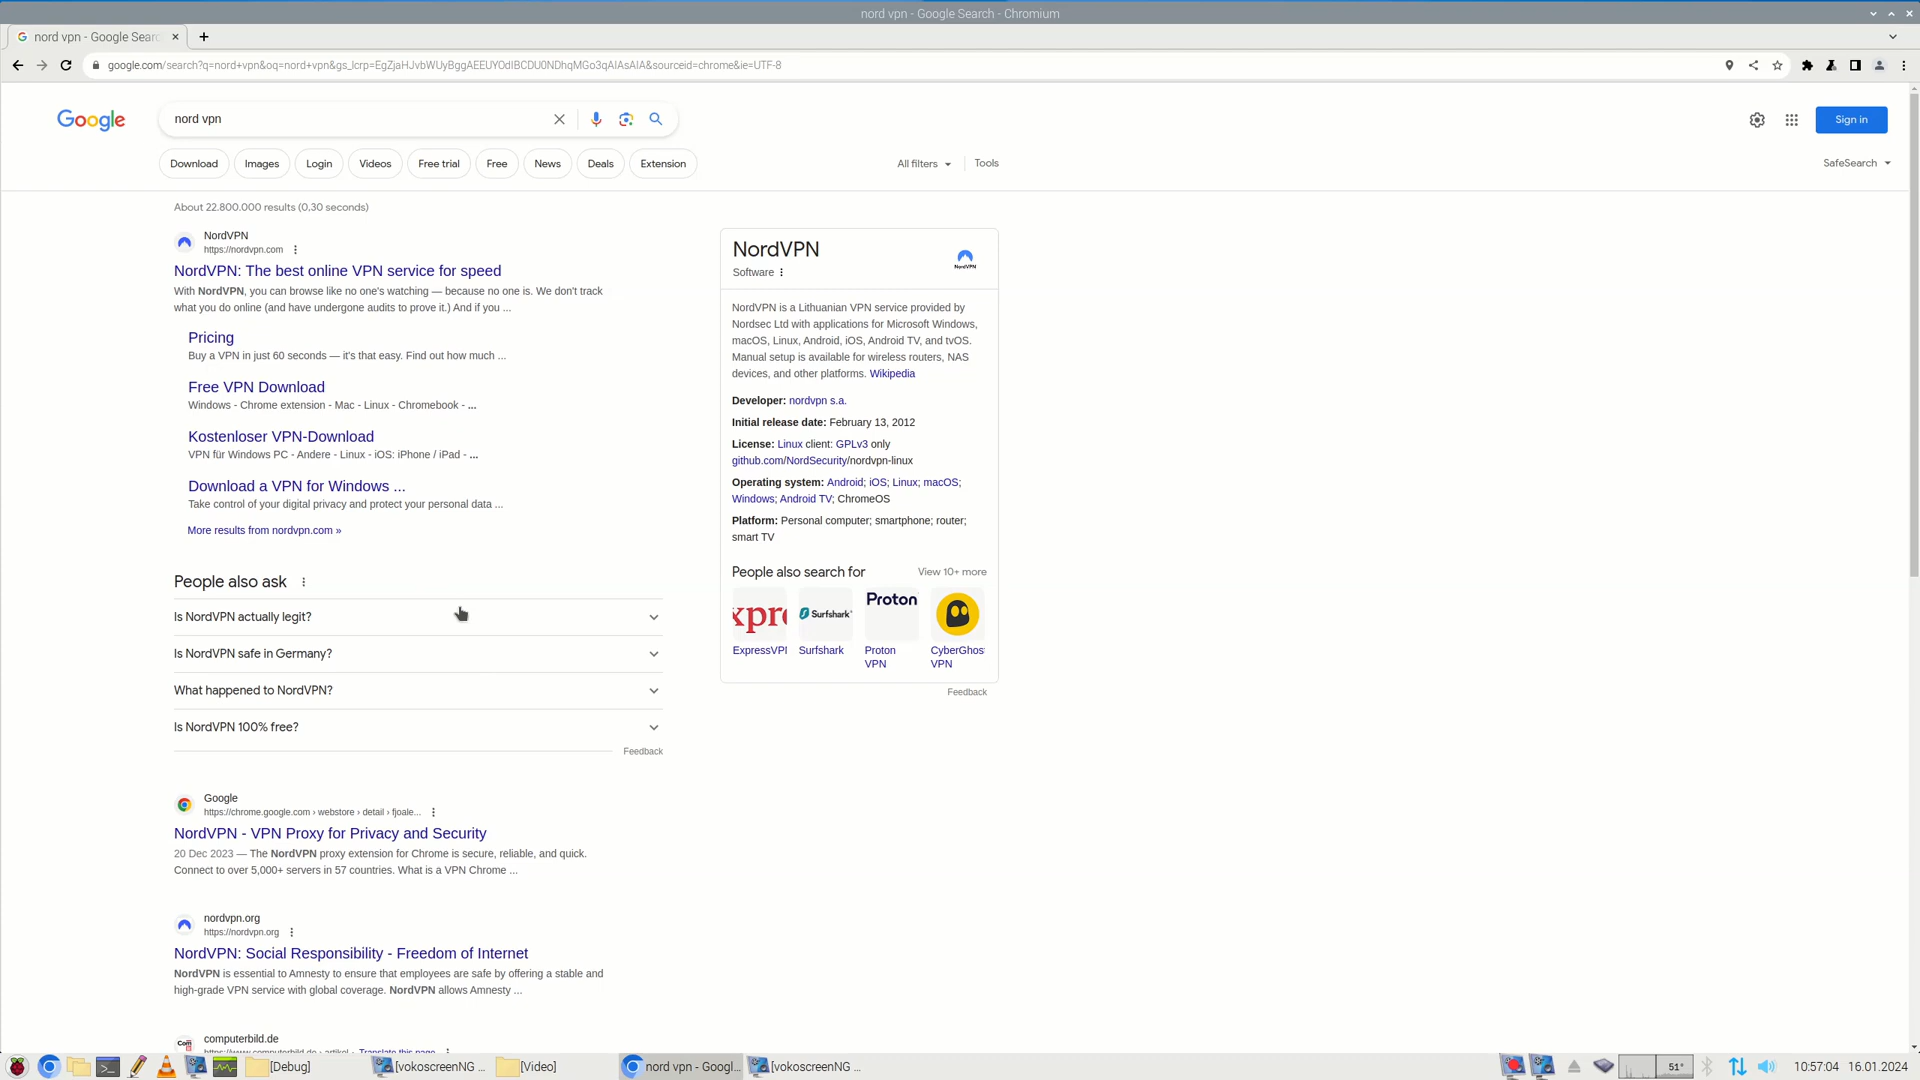 nord vpn - Google Search - Chromium
nord vpn - Google Searc
google.com/search?q=nord+vpn&oq=nord+vpn&gs_lcrp=EgZjaHJvbWUyBggAEEUYOdIBCDU0NDhqMGo3qAIAsAIA&sourceid=chrome&ie=UTF-8
Google
nord vpn
Sign in
Download
Images
Login
Videos
Free trial
Free
News
Deals
Extension
All filters
Tools
SafeSearch
About 22.800.000 results (0,30 seconds)
NordVPN
https://nordvpn.com
NordVPN: The best online VPN service for speed
With NordVPN, you can browse like no one's watching — because no one is. We don't track
what you do online (and have undergone audits to prove it.) And if you ...
Pricing
Buy a VPN in just 60 seconds — it's that easy. Find out how much ...
Free VPN Download
Windows - Chrome extension - Mac - Linux - Chromebook - ...
Kostenloser VPN-Download
VPN für Windows PC - Andere - Linux - iOS: iPhone / iPad - ...
Download a VPN for Windows ...
Take control of your digital privacy and protect your personal data ...
More results from nordvpn.com »
People also ask
Is NordVPN actually legit?
Is NordVPN safe in Germany?
What happened to NordVPN?
Is NordVPN 100% free?
Feedback
Google
https://chrome.google.com › webstore › detail › fjoale...
NordVPN - VPN Proxy for Privacy and Security
20 Dec 2023 — The NordVPN proxy extension for Chrome is secure, reliable, and quick.
Connect to over 5,000+ servers in 57 countries. What is a VPN Chrome ...
nordvpn.org
https://nordvpn.org
NordVPN: Social Responsibility - Freedom of Internet
NordVPN is essential to Amnesty to ensure that employees are safe by offering a stable and
high-grade VPN service with global coverage. NordVPN allows Amnesty ...
computerbild.de
https://www.computerbild.de › artikel Translate this page
NordVPN
Software
NordVPN
NordVPN is a Lithuanian VPN service provided by
Nordsec Ltd with applications for Microsoft Windows,
macOS, Linux, Android, iOS, Android TV, and tvOS.
Manual setup is available for wireless routers, NAS
devices, and other platforms. Wikipedia
Developer: nordvpn s.a.
Initial release date: February 13, 2012
License: Linux client: GPLv3 only
github.com/NordSecurity/nordvpn-linux
Operating system: Android; iOS; Linux; macOS;
Windows; Android TV; ChromeOS
Platform: Personal computer; smartphone; router;
smart TV
People also search for
View 10+ more
xpre
Surfshark
Proton
ExpressVPN
Surfshark
Proton
VPN
CyberGhos
VPN
Feedback
[Debug]
[vokoscreenNG ...
[Video]
nord vpn - Googl...
[vokoscreenNG ...
51°
10:57:04
16.01.2024